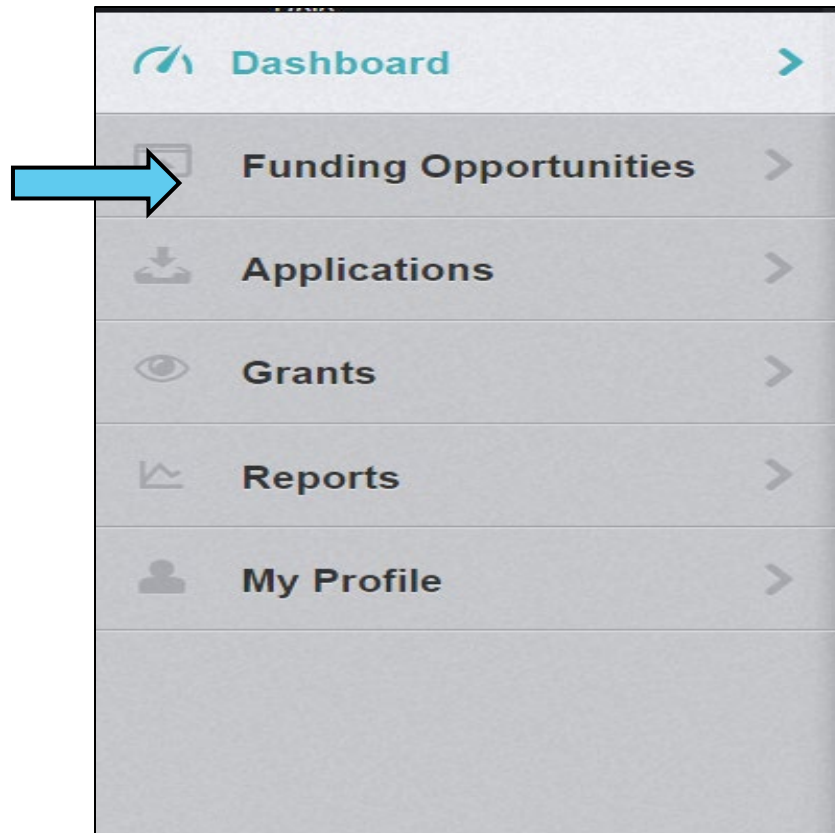 Dashboard
Funding Opportunities
Applications
Grants
Reports
My Profile